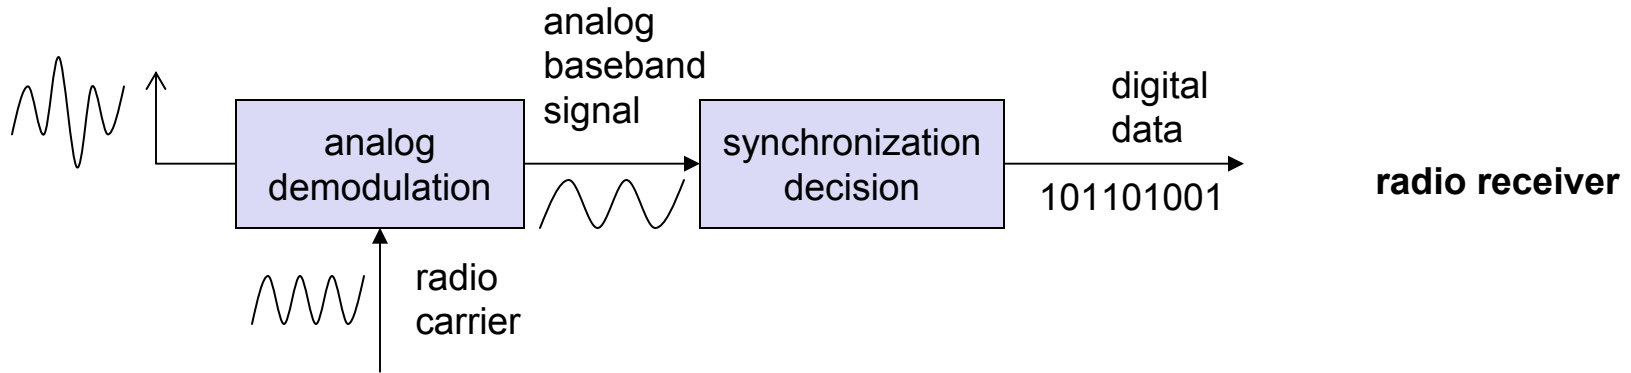 analog
baseband
signal
digital
data
analog
demodulation
synchronization
decision
101101001
radio receiver
radio
carrier